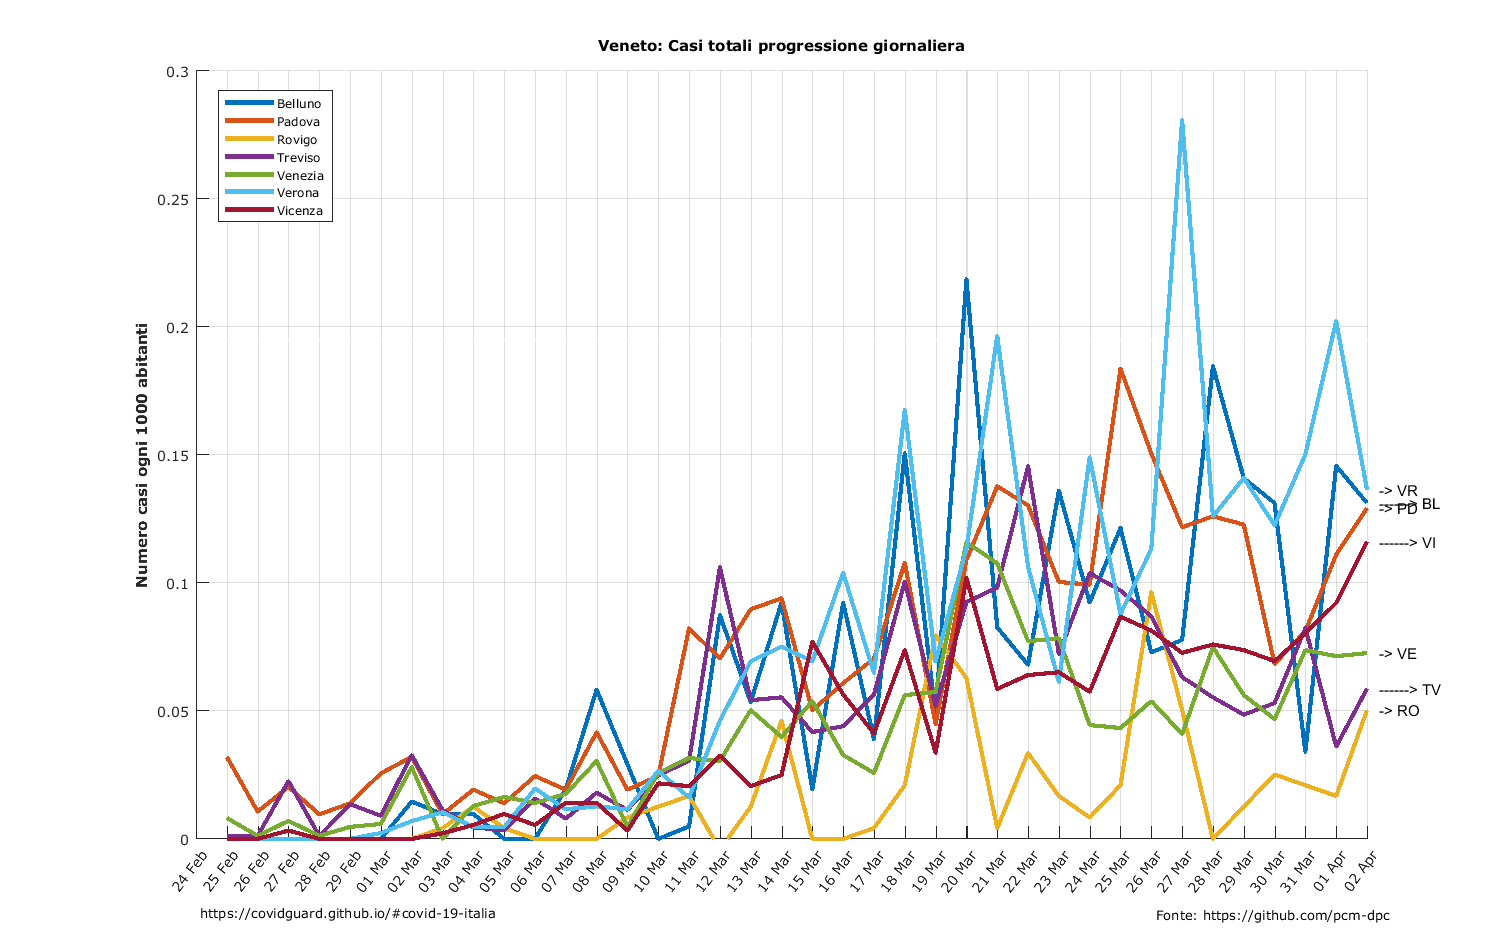 Veneto: Casi totali progressione giornaliera
Numero casi ogni 1000 abitanti
0.3
0.25
0.2
0.15
0.1
0.05
0
Belluno
Padova
Rovigo
Treviso
Venezia
Verona
Vicenza
-> VR
------> BL
-> PD
------> VI
-> VE
------> TV
-> RO
24 Feb
25 Feb
26 Feb
27 Feb
28 Feb
29 Feb
01 Mar
02 Mar
03 Mar
04 Mar
05 Mar
06 Mar
07 Mar
08 Mar
09 Mar
10 Mar
11 Mar
12 Mar
13 Mar
14 Mar
15 Mar
16 Mar
17 Mar
18 Mar
19 Mar
20 Mar
21 Mar
22 Mar
23 Mar
24 Mar
25 Mar
26 Mar
27 Mar
28 Mar
29 Mar
30 Mar
31 Mar
01 Apr
02 Apr
https://covidguard.github.io/#covid-19-italia
Fonte: https://github.com/pcm-dpc